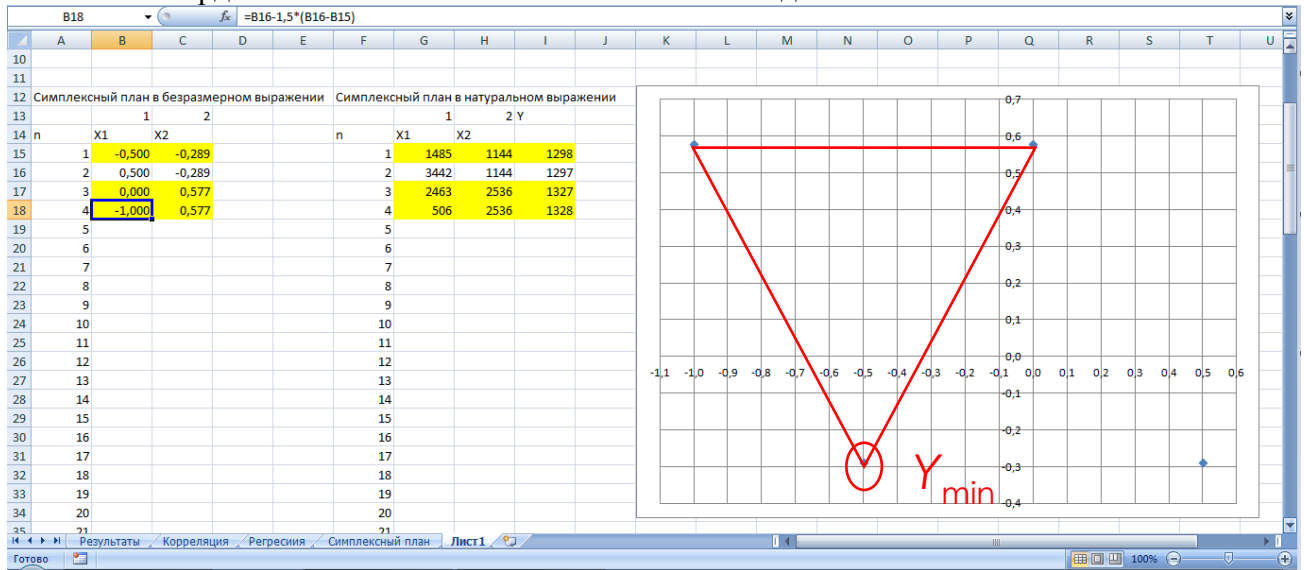 B18 fx =B16-1,5*(B16-B15)
A B C D E F G H I J K L M N O P Q R S T U
10
11
12 Симплексный план в безразмерном выражении Симплексный план в натуральном выражении
13 1 2 1 2 Y
14 n X1 X2 n X1 X2
15 1 -0,500 -0,289 1 1485 1144 1298
16 2 0,500 -0,289 2 3442 1144 1297
17 3 0,000 0,577 3 2463 2536 1327
18 4 -1,000 0,577 4 506 2536 1328
19 5 5
20 6 6
21 7 7
22 8 8
23 9 9
24 10 10
25 11 11
26 12 12
27 13 13
28 14 14
29 15 15
30 16 16
31 17 17
32 18 18
33 19 19
34 20 20
35 21 21
0,7
0,6
0,5
0,4
0,3
0,2
0,1
0,0
-1,1 -1,0 -0,9 -0,8 -0,7 -0,6 -0,5 -0,4 -0,3 -0,2 -0,1 0,0 0,1 0,2 0,3 0,4 0,5 0,6
-0,1
-0,2
-0,3
-0,4
Ymin
Результаты Корреляция Регресиия Симплексный план Лист1
Готово 100%